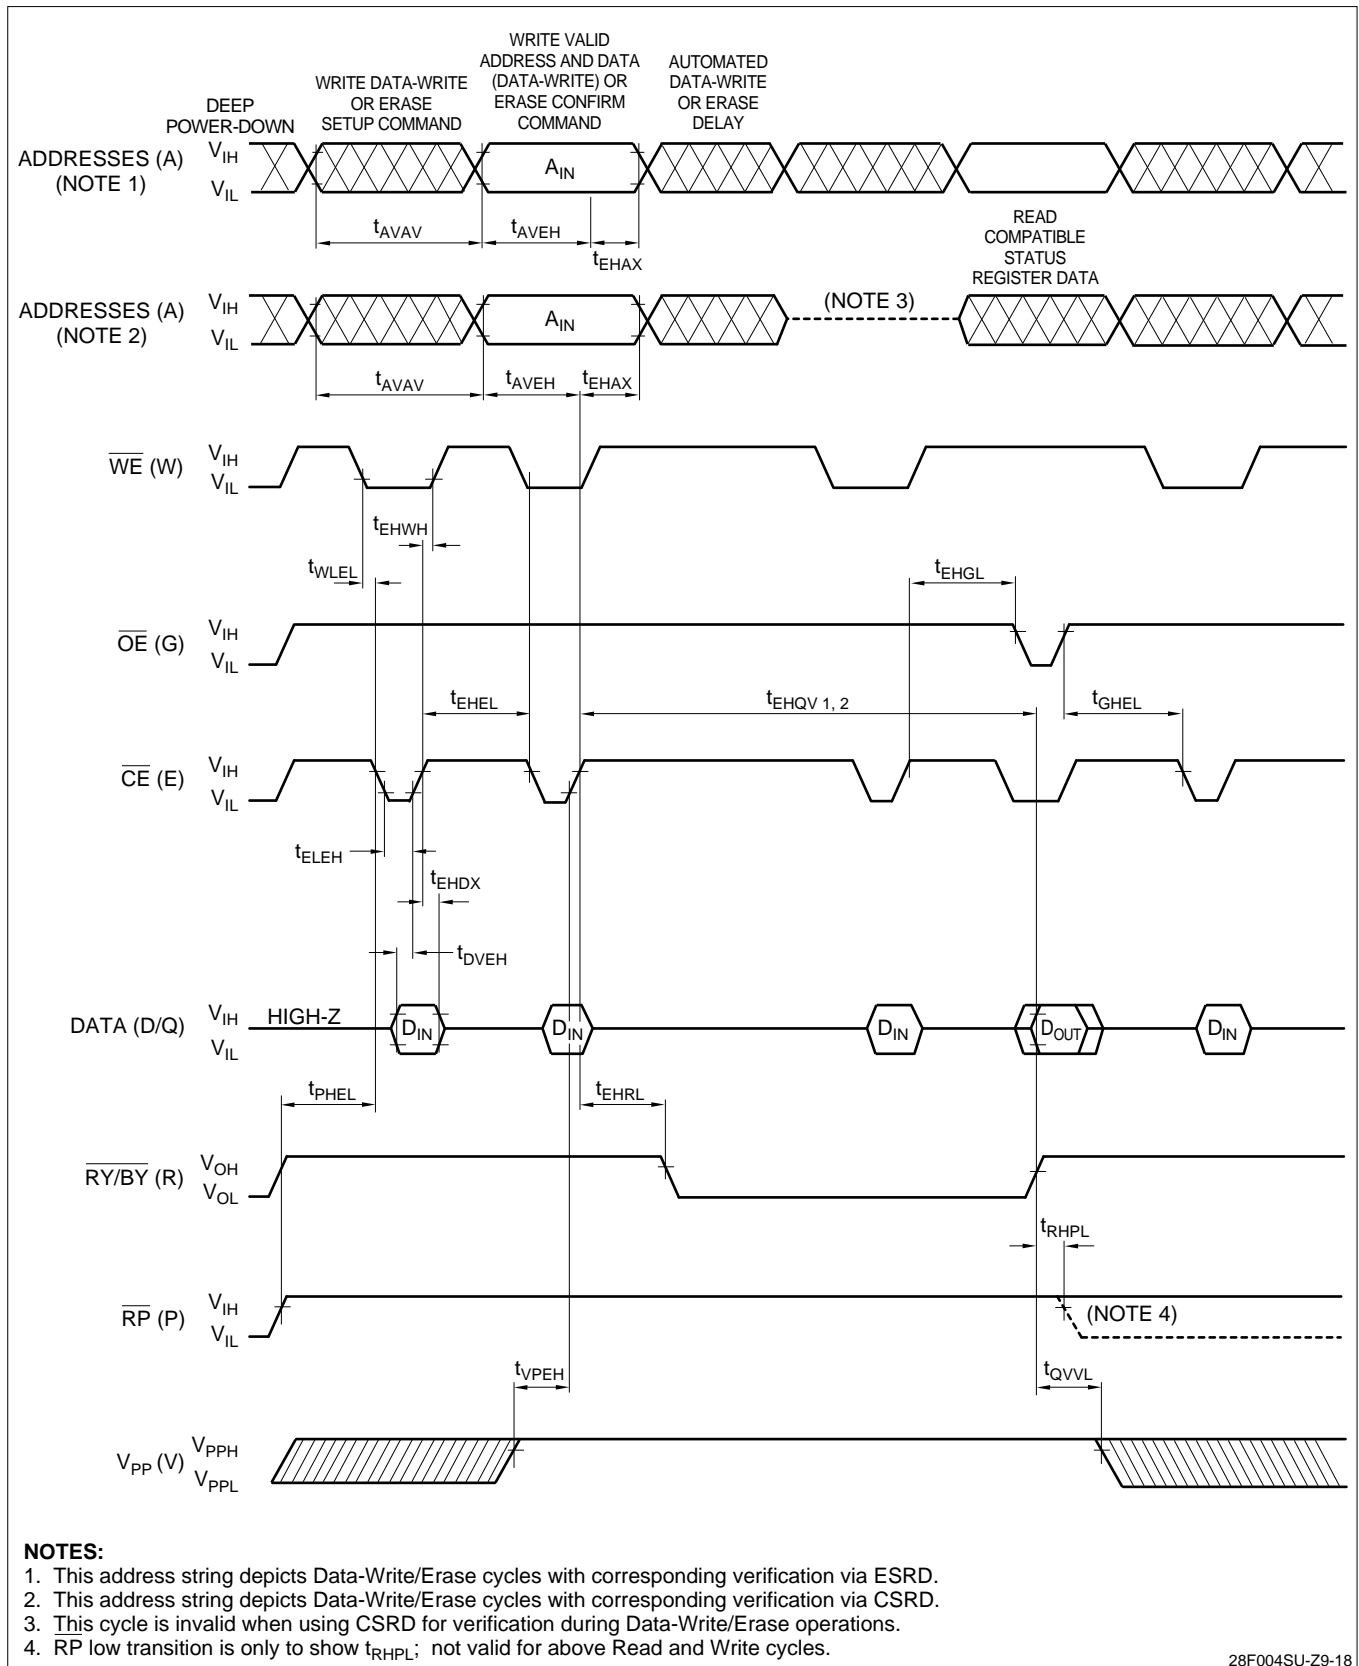 DEEP
POWER-DOWN
WRITE DATA-WRITE
OR ERASE
SETUP COMMAND
WRITE VALID
ADDRESS AND DATA
(DATA-WRITE) OR
ERASE CONFIRM
COMMAND
AUTOMATED
DATA-WRITE
OR ERASE
DELAY
ADDRESSES (A)
(NOTE 1)
VIH
VIL
AIN
tAVAV
tAVEH
tEHAX
READ
COMPATIBLE
STATUS
REGISTER DATA
ADDRESSES (A)
(NOTE 2)
VIH
VIL
AIN
(NOTE 3)
tAVAV
tAVEH
tEHAX
WE (W)
VIH
VIL
tEHWH
tWLEL
tEHGL
OE (G)
VIH
VIL
tEHEL
tEHQV 1, 2
tGHEL
CE (E)
VIH
VIL
tELEH
tEHDX
tDVEH
DATA (D/Q)
VIH
VIL
HIGH-Z
DIN
DIN
DIN
DOUT
DIN
tPHEL
tEHRL
RY/BY (R)
VOH
VOL
tRHPL
RP (P)
VIH
VIL
(NOTE 4)
tVPEH
tQVVL
VPP (V)
VPPH
VPPL
NOTES:
1. This address string depicts Data-Write/Erase cycles with corresponding verification via ESRD.
2. This address string depicts Data-Write/Erase cycles with corresponding verification via CSRD.
3. This cycle is invalid when using CSRD for verification during Data-Write/Erase operations.
4. RP low transition is only to show tRHPL; not valid for above Read and Write cycles.
28F004SU-Z9-18